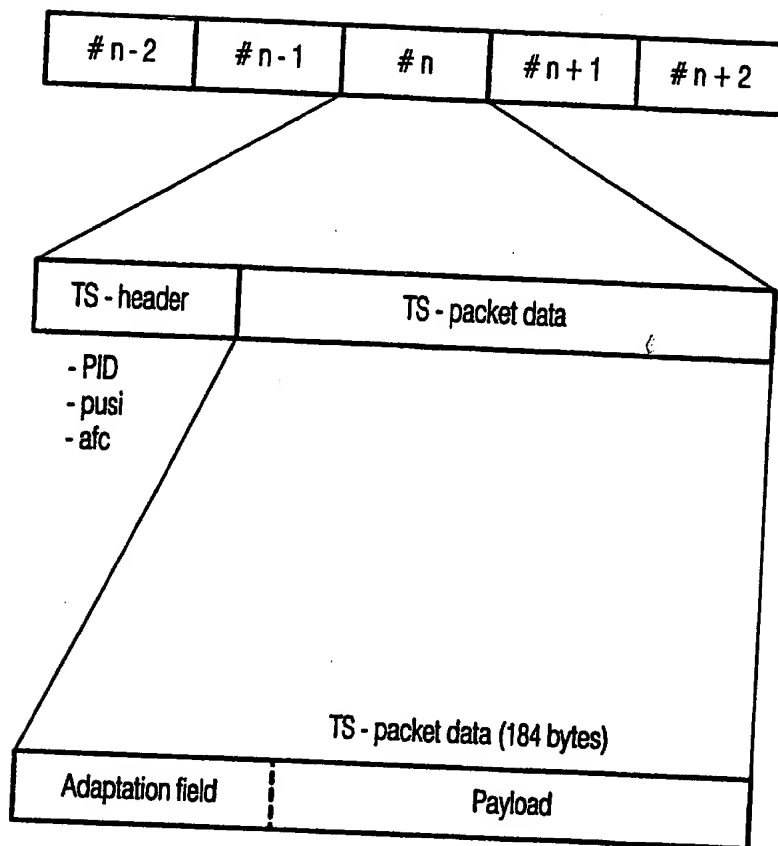 # n - 2 # n - 1 # n # n + 1 # n + 2
TS - header TS - packet data
- PID
- pusi
- afc
TS - packet data (184 bytes)
Adaptation field Payload